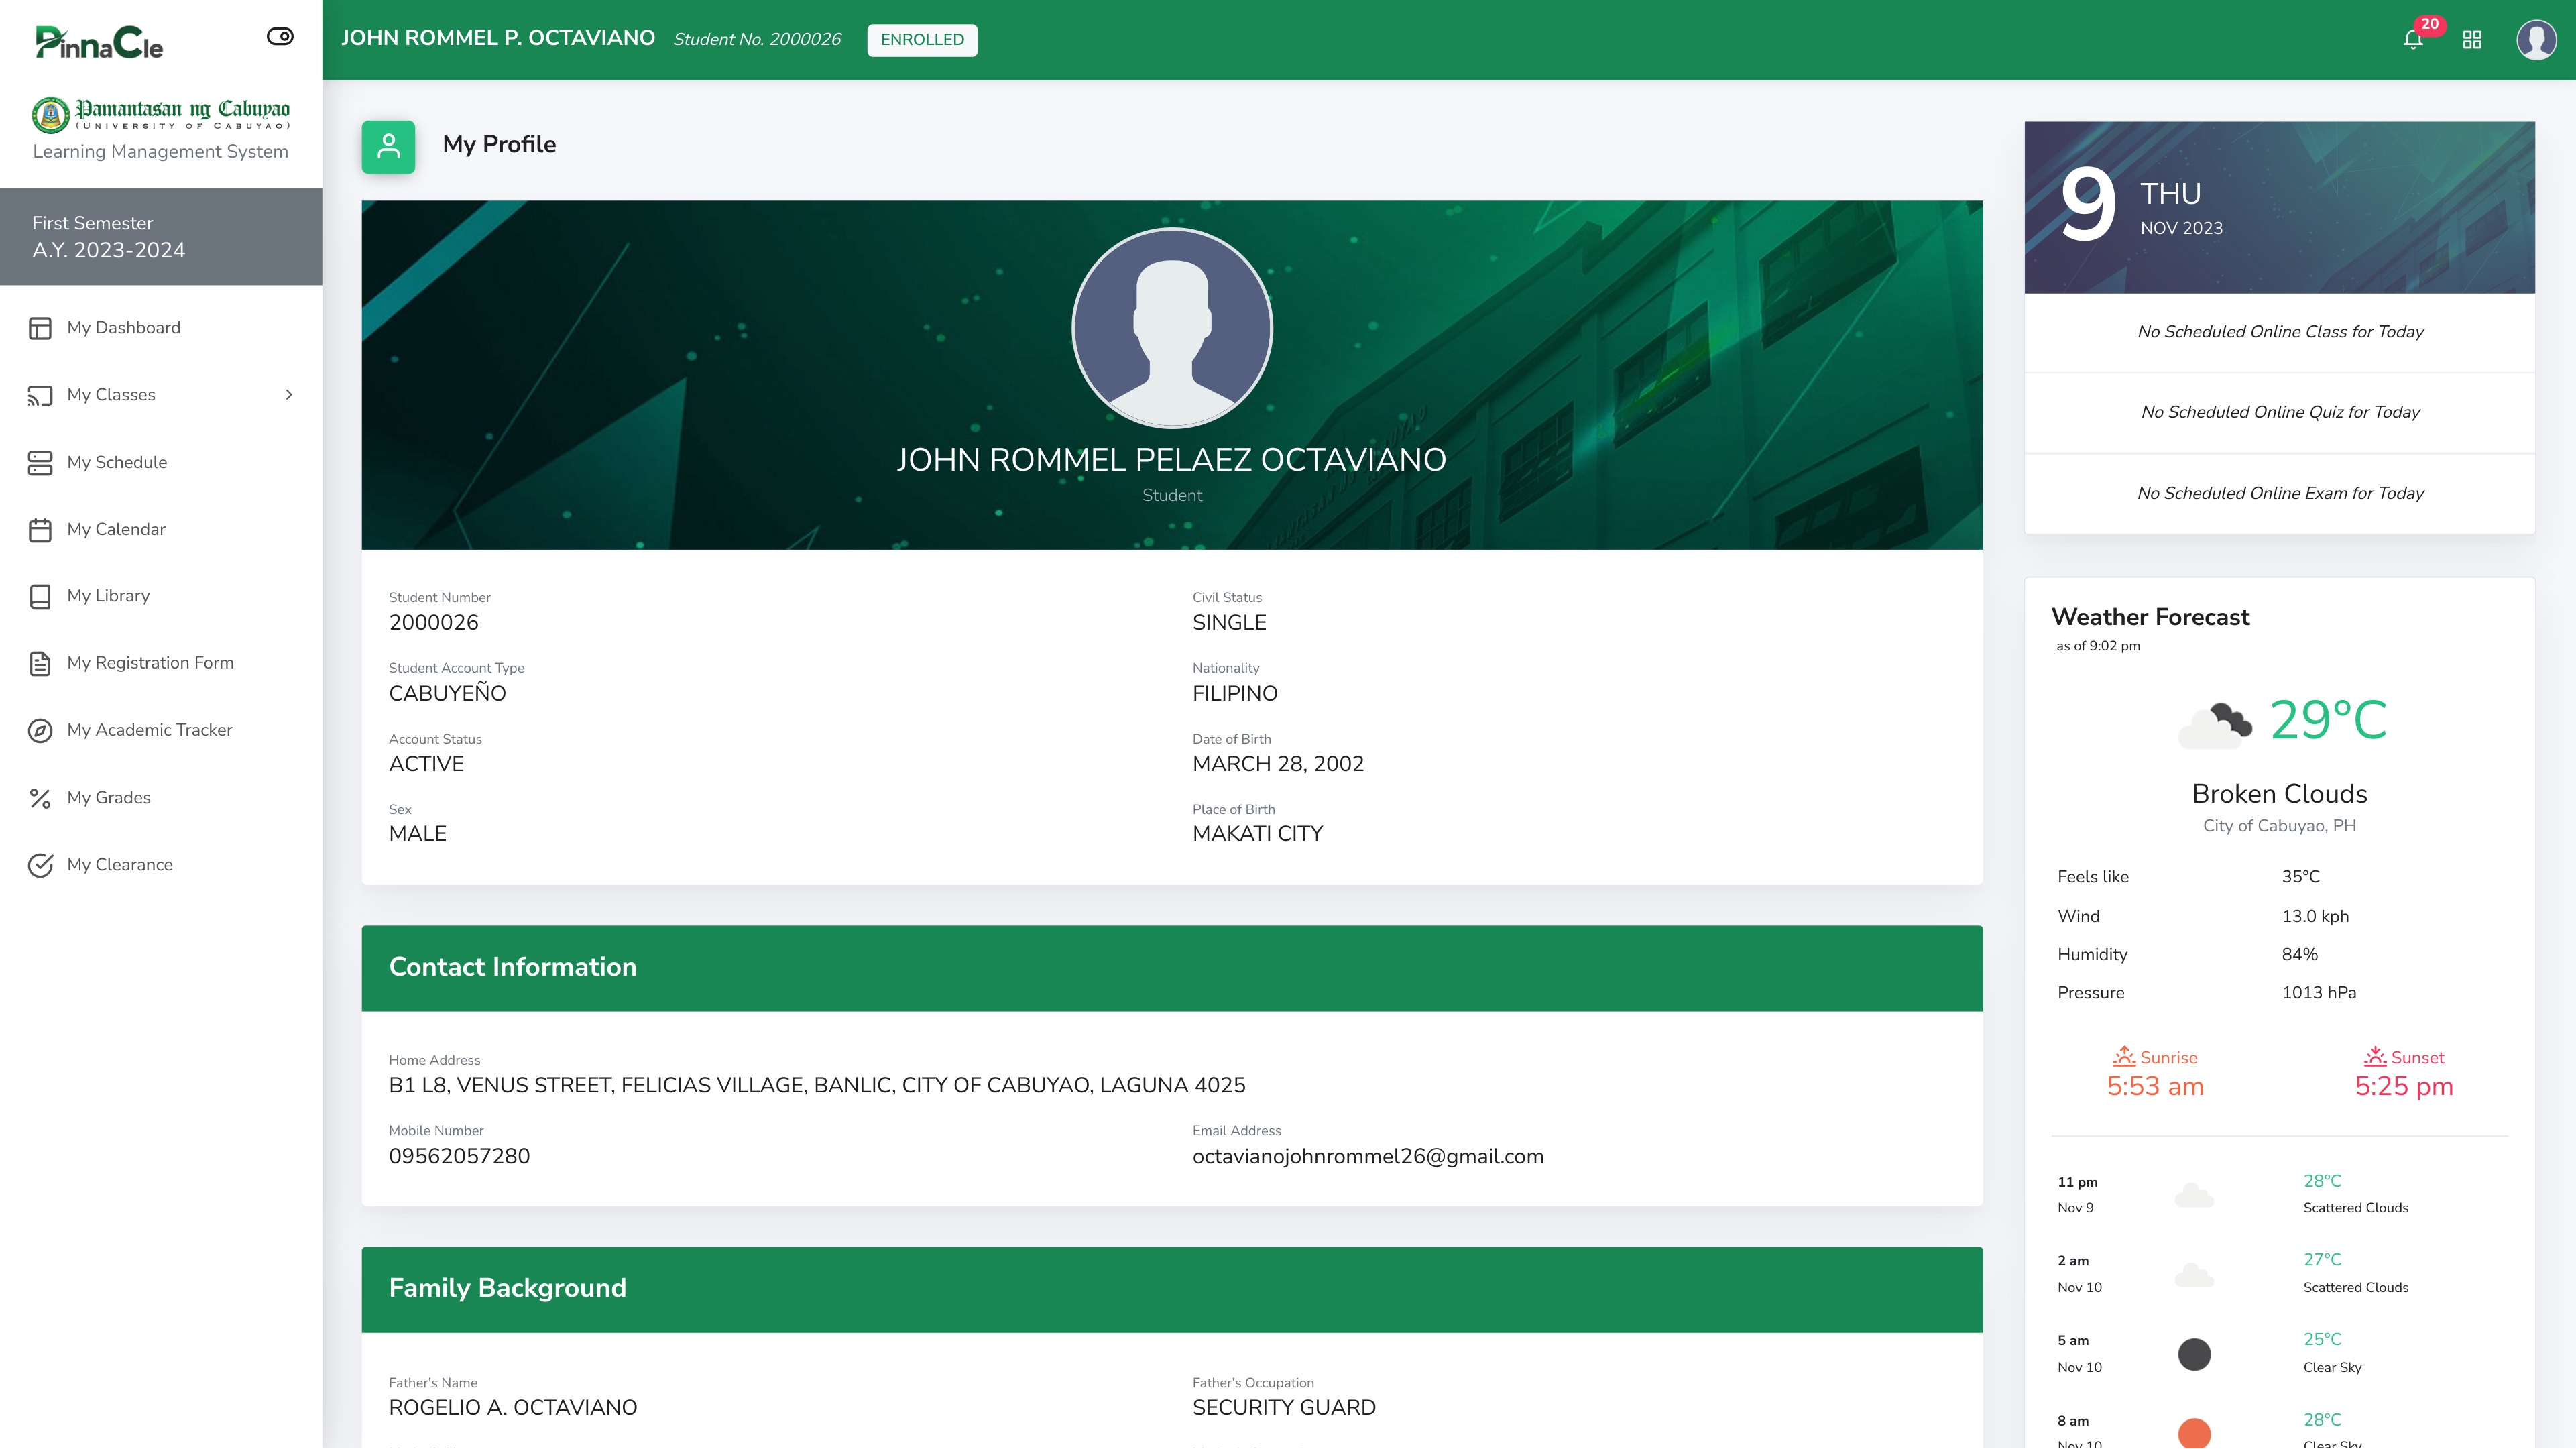 PinnaCle
Pamantasan ng Cabuyao
(UNIVERSITY OF CABUYAO)
Learning Management System
First Semester
A.Y. 2023-2024
My Dashboard
My Classes
My Schedule
My Calendar
My Library
My Registration Form
My Academic Tracker
My Grades
My Clearance
JOHN ROMMEL P. OCTAVIANO Student No. 2000026 ENROLLED
20
My Profile
JOHN ROMMEL PELAEZ OCTAVIANO
Student
Student Number
2000026
Civil Status
SINGLE
Student Account Type
CABUYEÑO
Nationality
FILIPINO
Account Status
ACTIVE
Date of Birth
MARCH 28, 2002
Sex
MALE
Place of Birth
MAKATI CITY
Contact Information
Home Address
B1 L8, VENUS STREET, FELICIAS VILLAGE, BANLIC, CITY OF CABUYAO, LAGUNA 4025
Mobile Number
09562057280
Email Address
octavianojohnrommel26@gmail.com
Family Background
Father's Name
ROGELIO A. OCTAVIANO
Father's Occupation
SECURITY GUARD
9
THU
NOV 2023
No Scheduled Online Class for Today
No Scheduled Online Quiz for Today
No Scheduled Online Exam for Today
Weather Forecast
as of 9:02 pm
29°C
Broken Clouds
City of Cabuyao, PH
Feels like 35°C
Wind 13.0 kph
Humidity 84%
Pressure 1013 hPa
Sunrise
5:53 am
Sunset
5:25 pm
11 pm 28°C
Nov 9 Scattered Clouds
2 am 27°C
Nov 10 Scattered Clouds
5 am 25°C
Nov 10 Clear Sky
8 am 28°C
Nov 10 Clear Sky